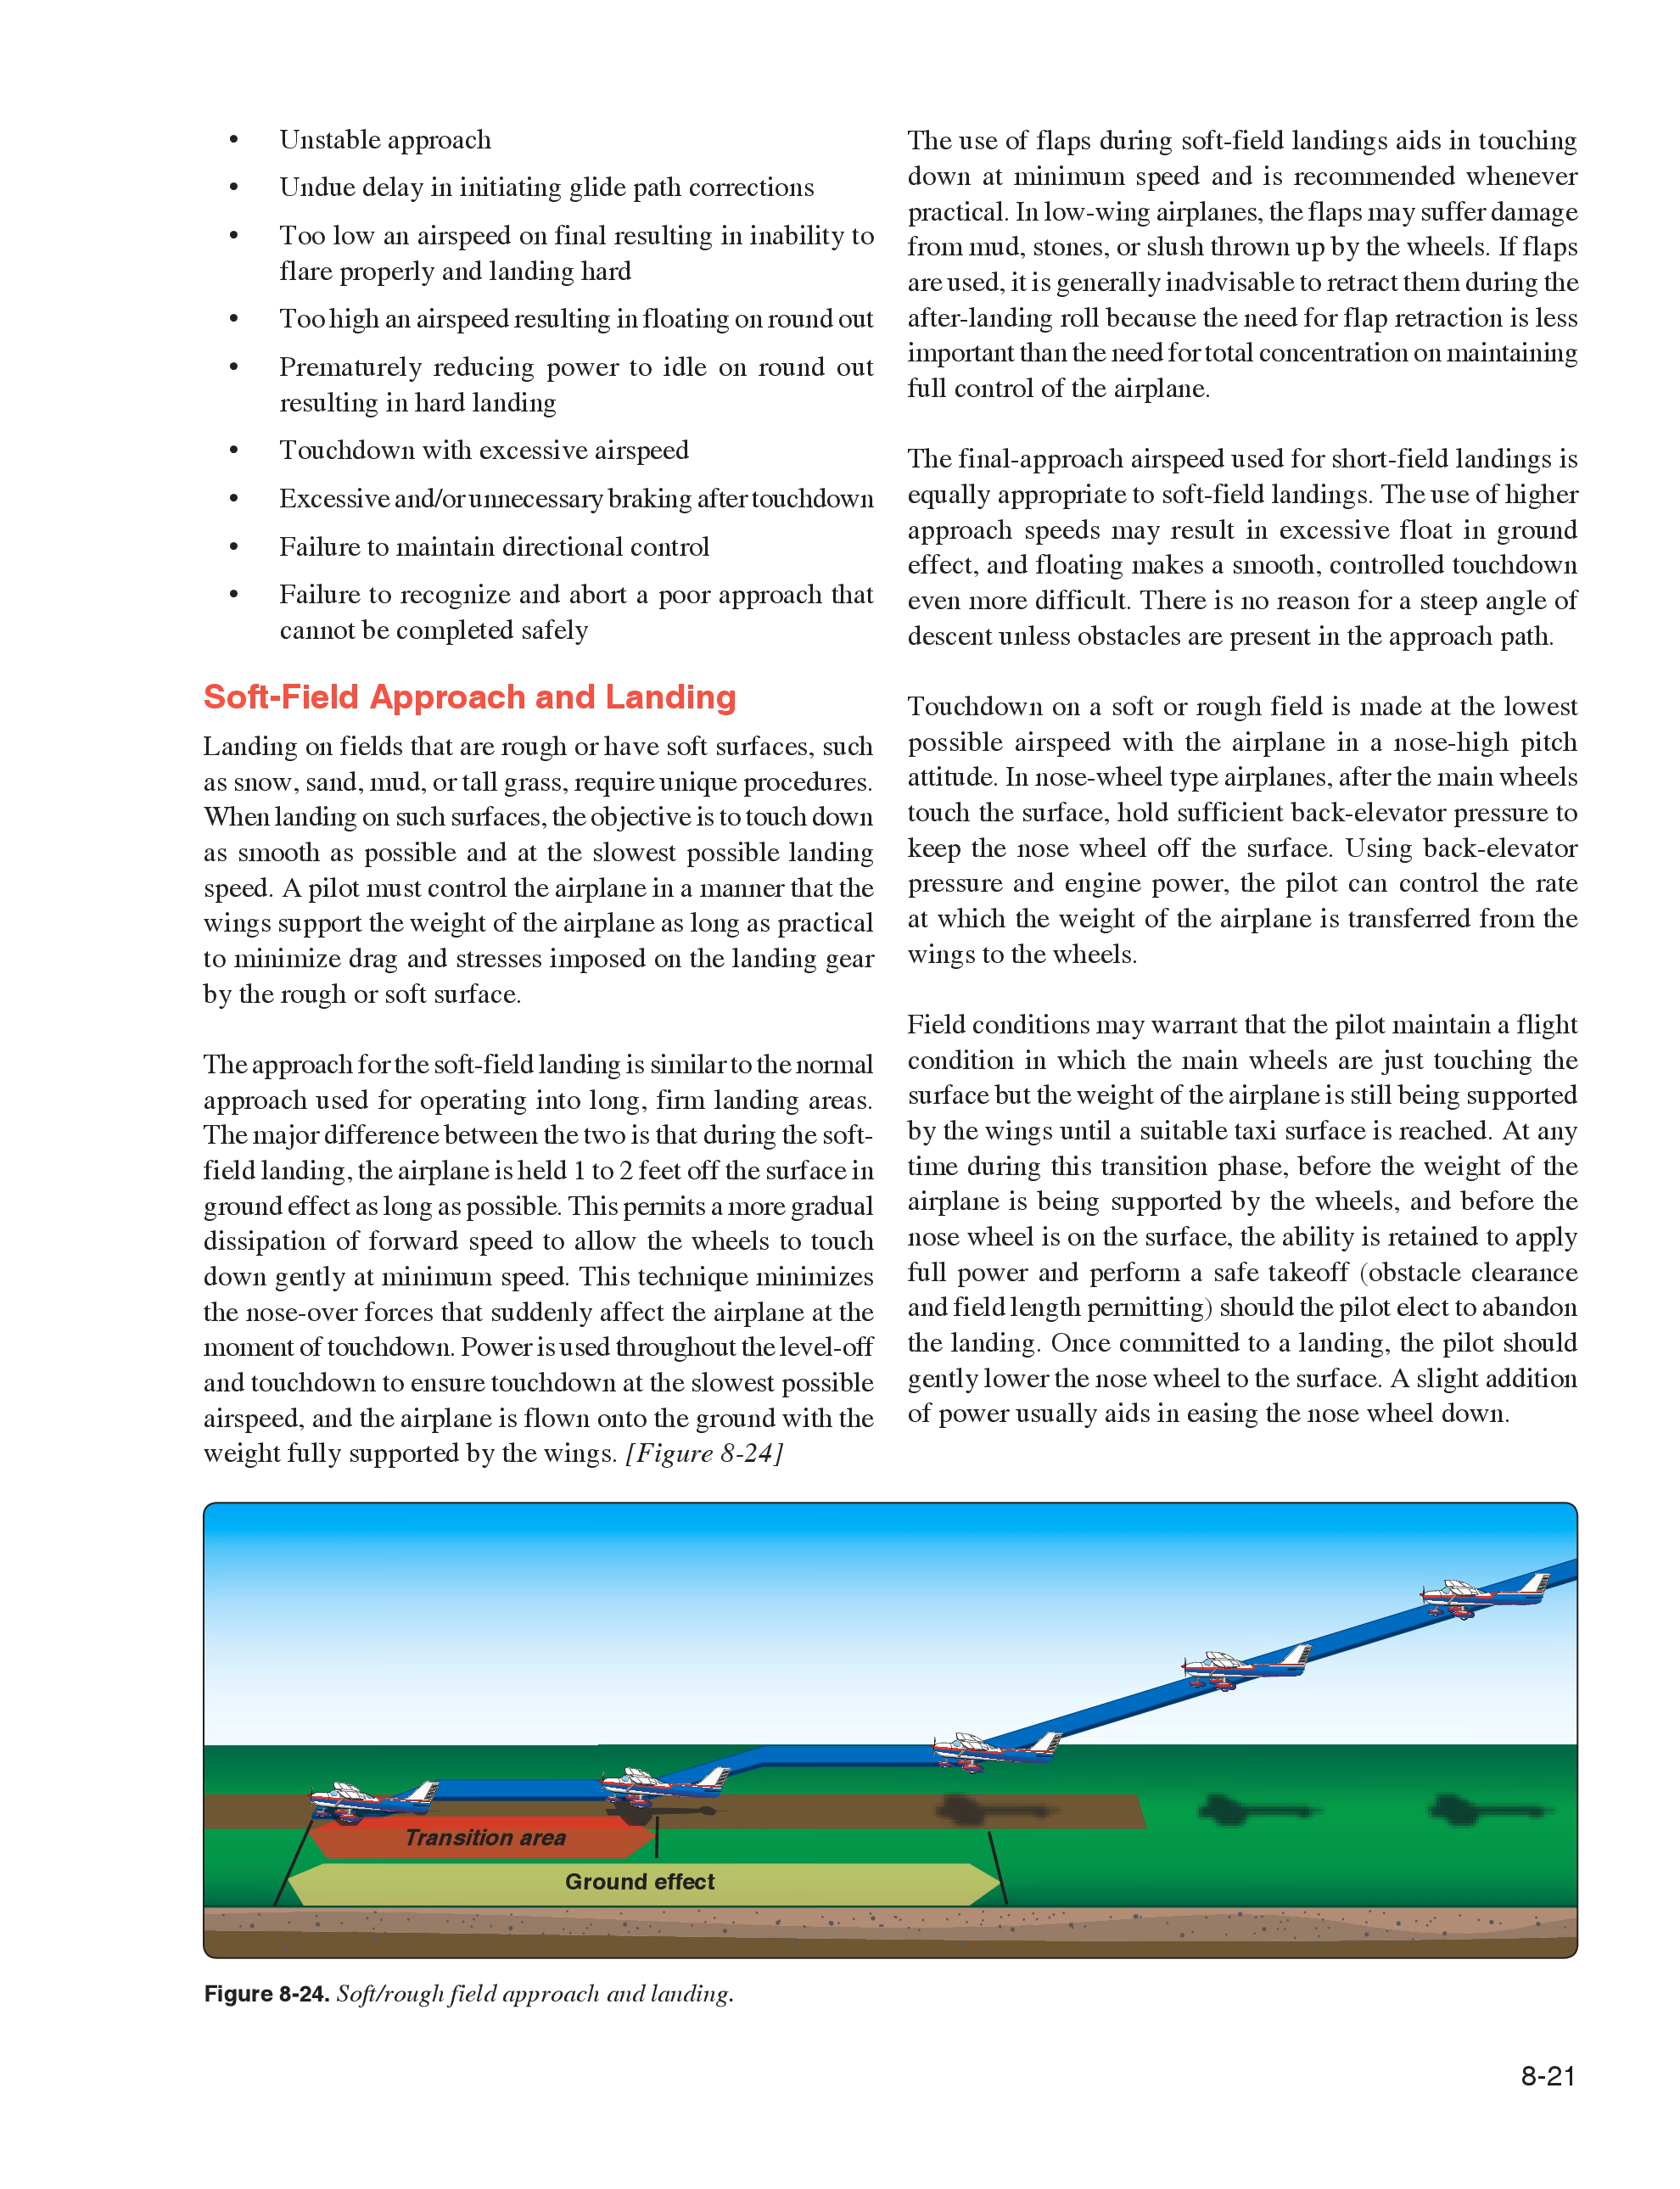 • Unstable approach
• Undue delay in initiating glide path corrections
• Too low an airspeed on final resulting in inability to
flare properly and landing hard
• Too high an airspeed resulting in floating on round out
• Prematurely reducing power to idle on round out
resulting in hard landing
• Touchdown with excessive airspeed
• Excessive and/or unnecessary braking after touchdown
• Failure to maintain directional control
• Failure to recognize and abort a poor approach that
cannot be completed safely
Soft-Field Approach and Landing
Landing on fields that are rough or have soft surfaces, such
as snow, sand, mud, or tall grass, require unique procedures.
When landing on such surfaces, the objective is to touch down
as smooth as possible and at the slowest possible landing
speed. A pilot must control the airplane in a manner that the
wings support the weight of the airplane as long as practical
to minimize drag and stresses imposed on the landing gear
by the rough or soft surface.
The approach for the soft-field landing is similar to the normal
approach used for operating into long, firm landing areas.
The major difference between the two is that during the soft-
field landing, the airplane is held 1 to 2 feet off the surface in
ground effect as long as possible. This permits a more gradual
dissipation of forward speed to allow the wheels to touch
down gently at minimum speed. This technique minimizes
the nose-over forces that suddenly affect the airplane at the
moment of touchdown. Power is used throughout the level-off
and touchdown to ensure touchdown at the slowest possible
airspeed, and the airplane is flown onto the ground with the
weight fully supported by the wings. [Figure 8-24]
The use of flaps during soft-field landings aids in touching
down at minimum speed and is recommended whenever
practical. In low-wing airplanes, the flaps may suffer damage
from mud, stones, or slush thrown up by the wheels. If flaps
are used, it is generally inadvisable to retract them during the
after-landing roll because the need for flap retraction is less
important than the need for total concentration on maintaining
full control of the airplane.
The final-approach airspeed used for short-field landings is
equally appropriate to soft-field landings. The use of higher
approach speeds may result in excessive float in ground
effect, and floating makes a smooth, controlled touchdown
even more difficult. There is no reason for a steep angle of
descent unless obstacles are present in the approach path.
Touchdown on a soft or rough field is made at the lowest
possible airspeed with the airplane in a nose-high pitch
attitude. In nose-wheel type airplanes, after the main wheels
touch the surface, hold sufficient back-elevator pressure to
keep the nose wheel off the surface. Using back-elevator
pressure and engine power, the pilot can control the rate
at which the weight of the airplane is transferred from the
wings to the wheels.
Field conditions may warrant that the pilot maintain a flight
condition in which the main wheels are just touching the
surface but the weight of the airplane is still being supported
by the wings until a suitable taxi surface is reached. At any
time during this transition phase, before the weight of the
airplane is being supported by the wheels, and before the
nose wheel is on the surface, the ability is retained to apply
full power and perform a safe takeoff (obstacle clearance
and field length permitting) should the pilot elect to abandon
the landing. Once committed to a landing, the pilot should
gently lower the nose wheel to the surface. A slight addition
of power usually aids in easing the nose wheel down.
Transition area
Ground effect
Figure 8-24. Soft/rough field approach and landing.
8-21